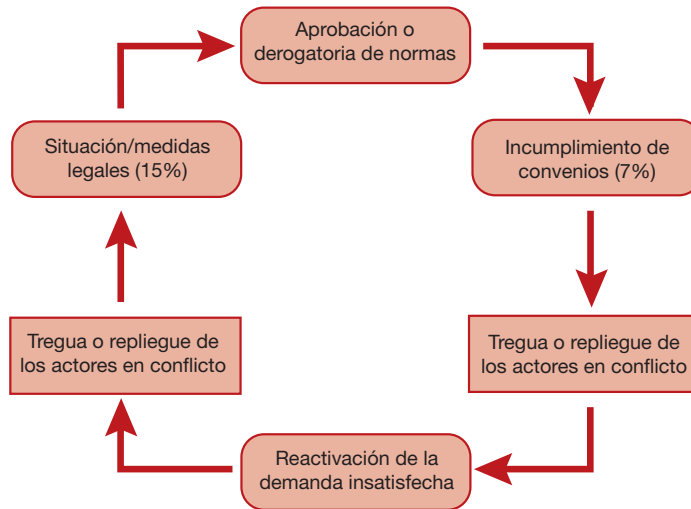 Aprobación o
derogatoria de normas
Situación/medidas
legales (15%)
Incumplimiento de
convenios (7%)
Tregua o repliegue de
los actores en conflicto
Tregua o repliegue de
los actores en conflicto
Reactivación de la
demanda insatisfecha